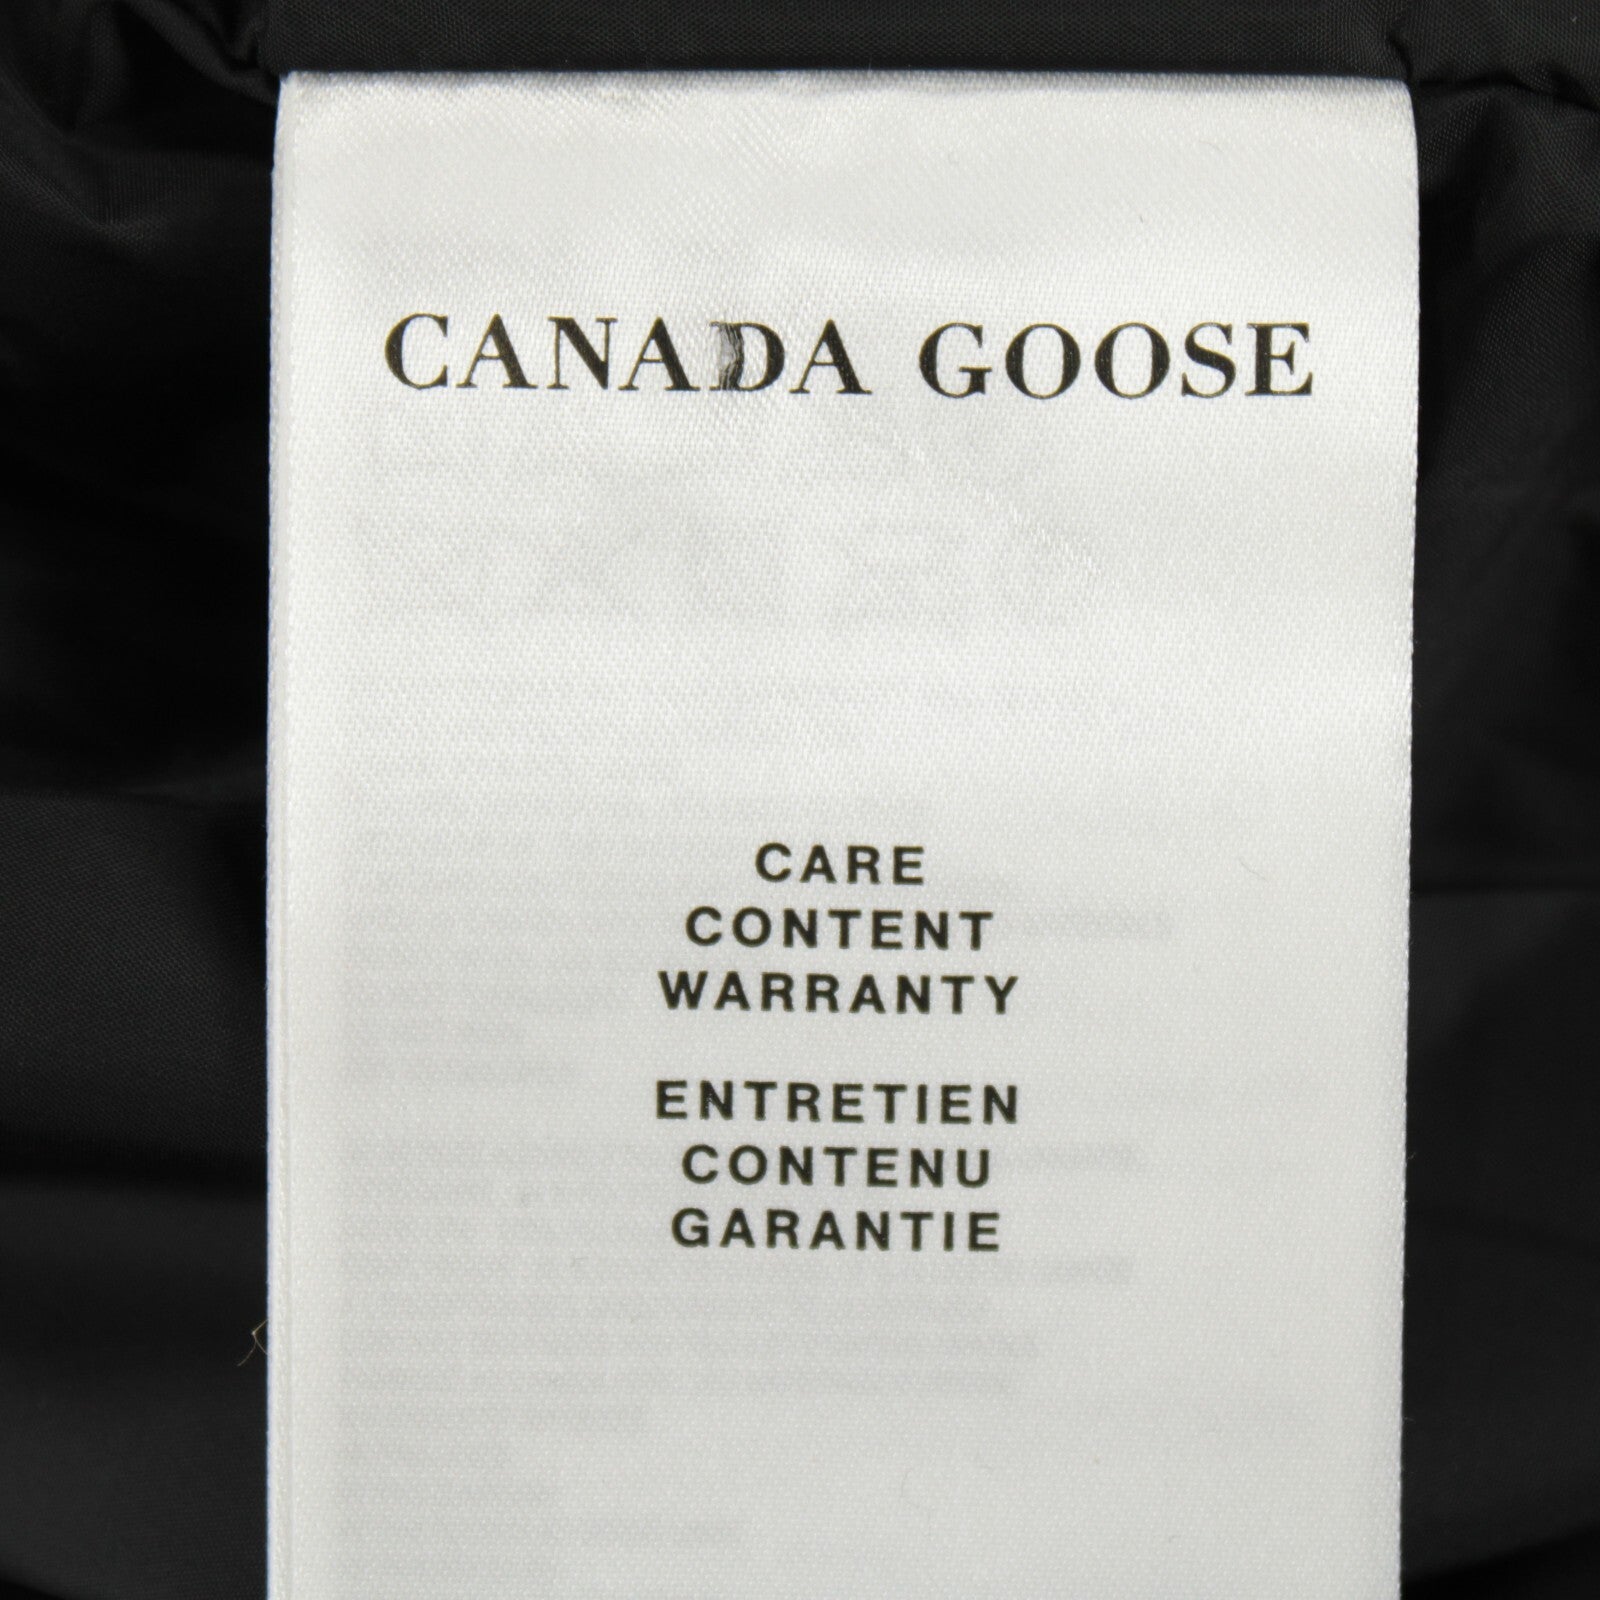 CANADA GOOSE
CARE
CONTENT
WARRANTY
ENTRETIEN
CONTENU
GARANTIE